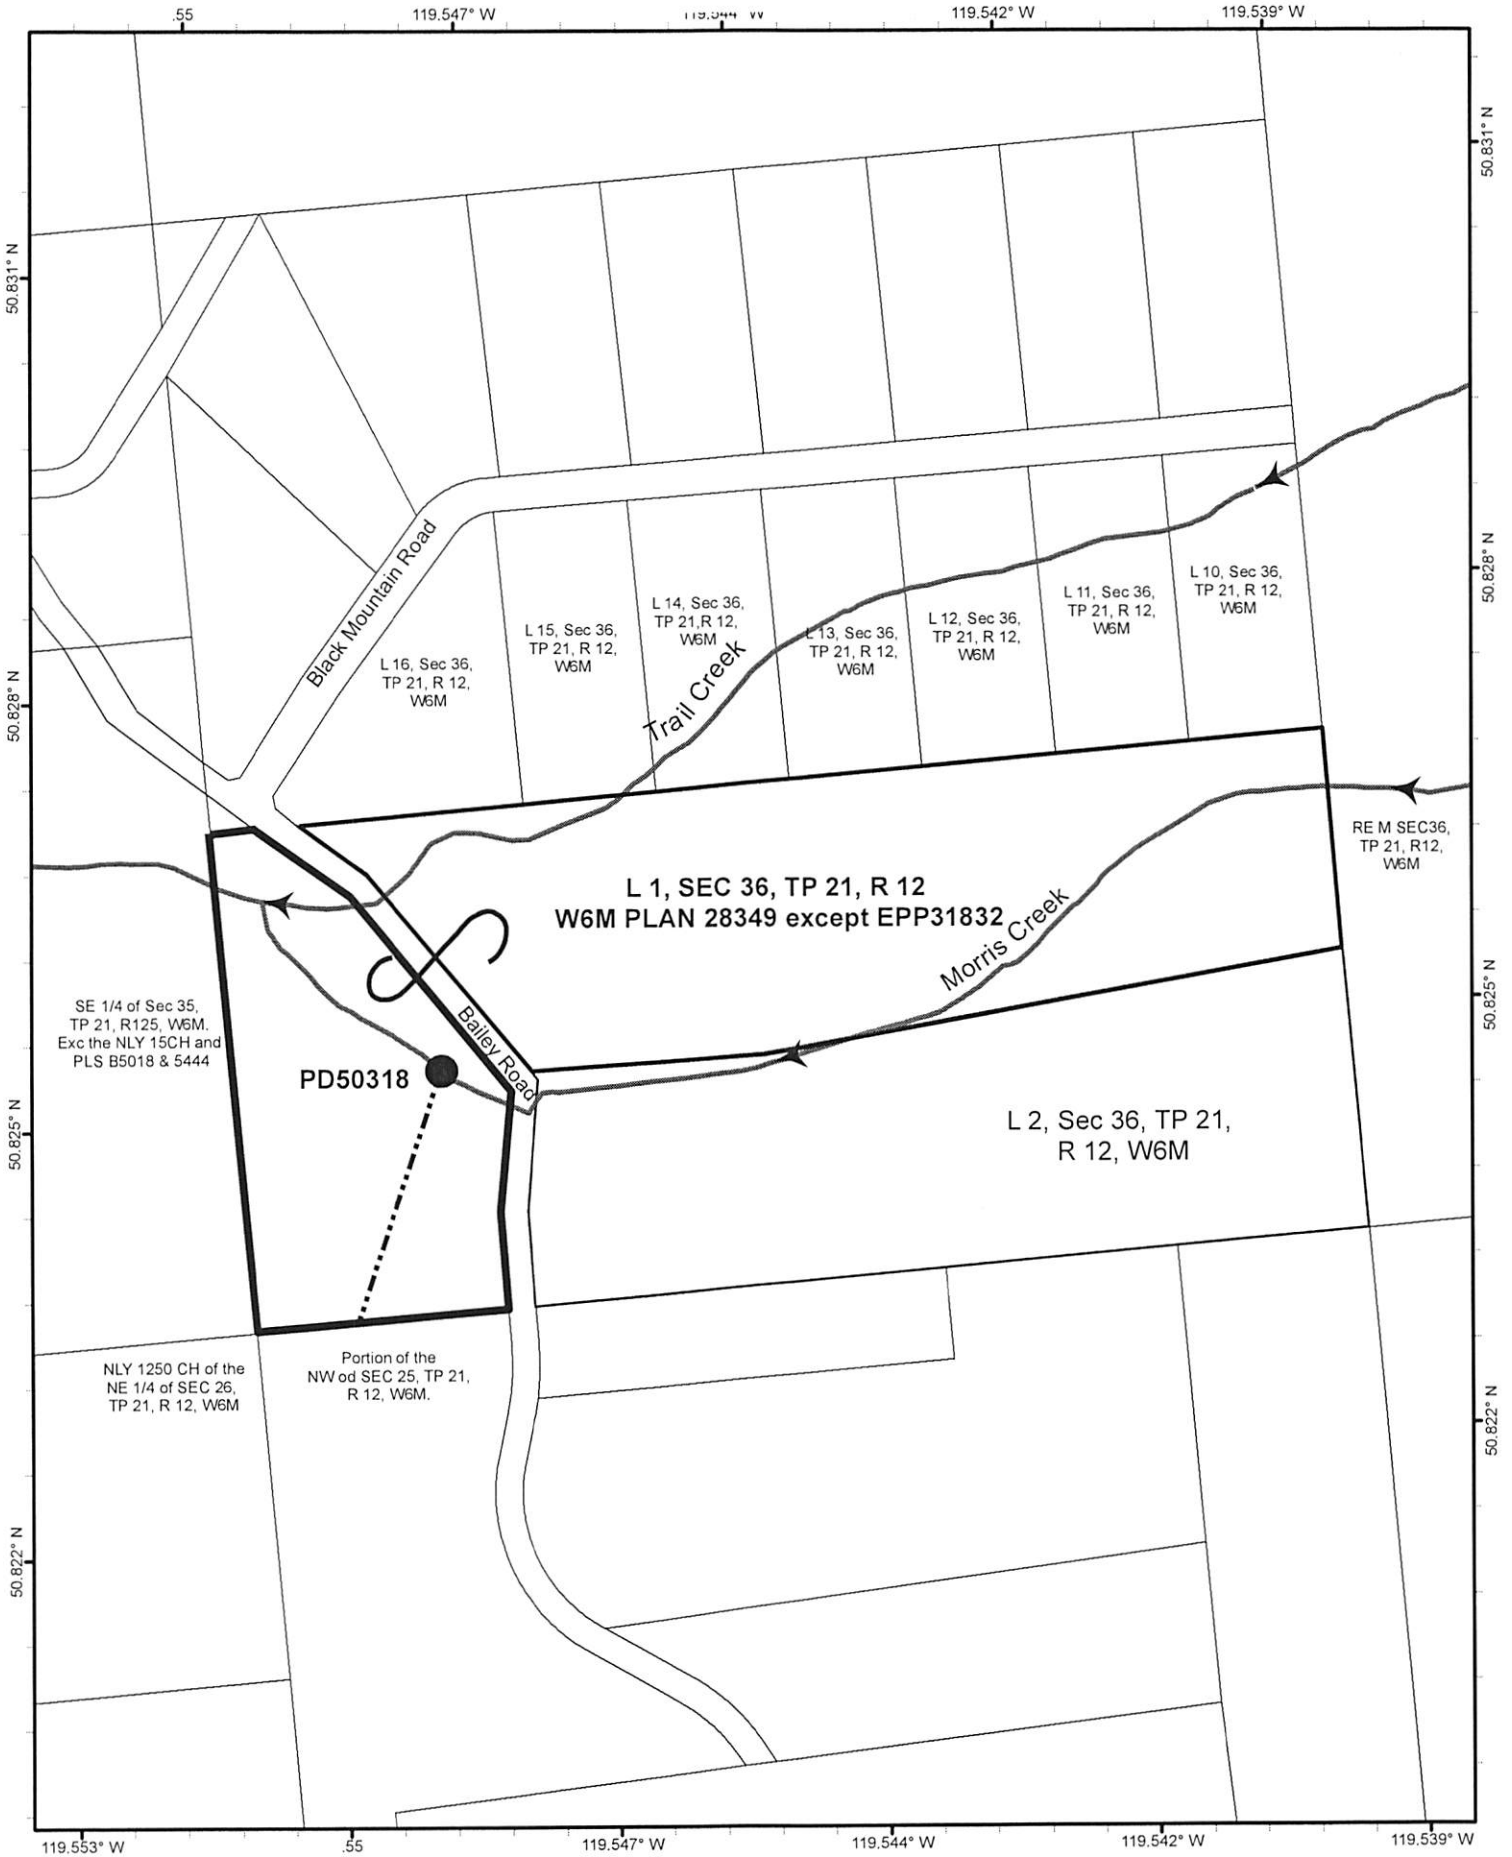 .55
119.547° W
119.544° W
119.542° W
119.539° W
50.831° N
50.831° N
50.828° N
50.828° N
Black Mountain Road
L 10, Sec 36,
TP 21, R 12,
W6M
L 11, Sec 36,
TP 21, R 12,
W6M
L 12, Sec 36,
TP 21, R 12,
W6M
L 13, Sec 36,
TP 21, R 12,
W6M
L 14, Sec 36,
TP 21,R 12,
W6M
L 15, Sec 36,
TP 21, R 12,
W6M
L 16, Sec 36,
TP 21, R 12,
W6M
Trail Creek
RE M SEC36,
TP 21, R12,
W6M
L 1, SEC 36, TP 21, R 12
W6M PLAN 28349 except EPP31832
Morris Creek
SE 1/4 of Sec 35,
TP 21, R125, W6M.
Exc the NLY 15CH and
PLS B5018 & 5444
Bailey Road
PD50318
50.825° N
50.825° N
L 2, Sec 36, TP 21,
R 12, W6M
NLY 1250 CH of the
NE 1/4 of SEC 26,
TP 21, R 12, W6M
Portion of the
NW od SEC 25, TP 21,
R 12, W6M.
50.822° N
50.822° N
119.553° W
.55
119.547° W
119.544° W
119.542° W
119.539° W